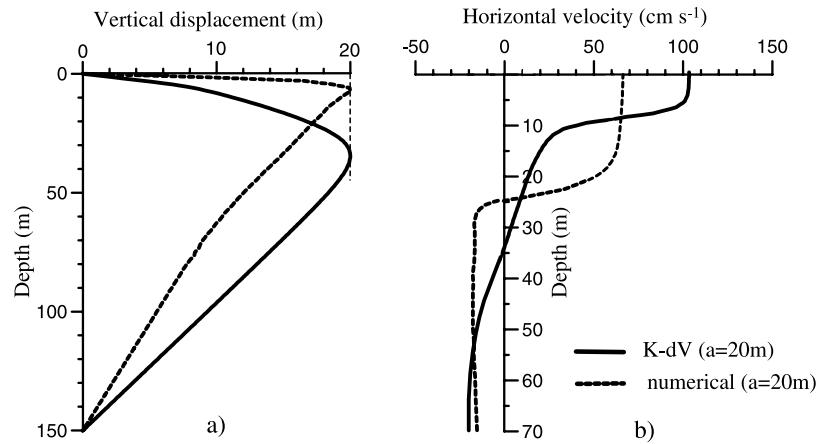 Vertical displacement (m)
0 10 20
0
50
100
150
Depth (m)
a)
Horizontal velocity (cm s-1)
-50 0 50 100 150
10
20
30
40
50
60
70
Depth (m)
K-dV (a=20m)
numerical (a=20m)
b)